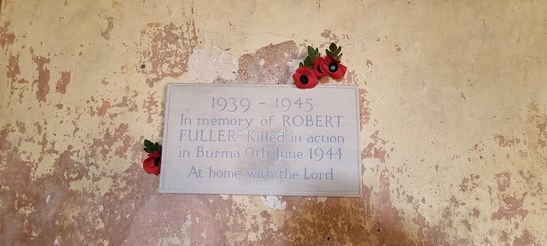 1939 - 1945
In memory of ROBERT
FULLER Killed in action
in Burma 9th June 1944
At home with the Lord